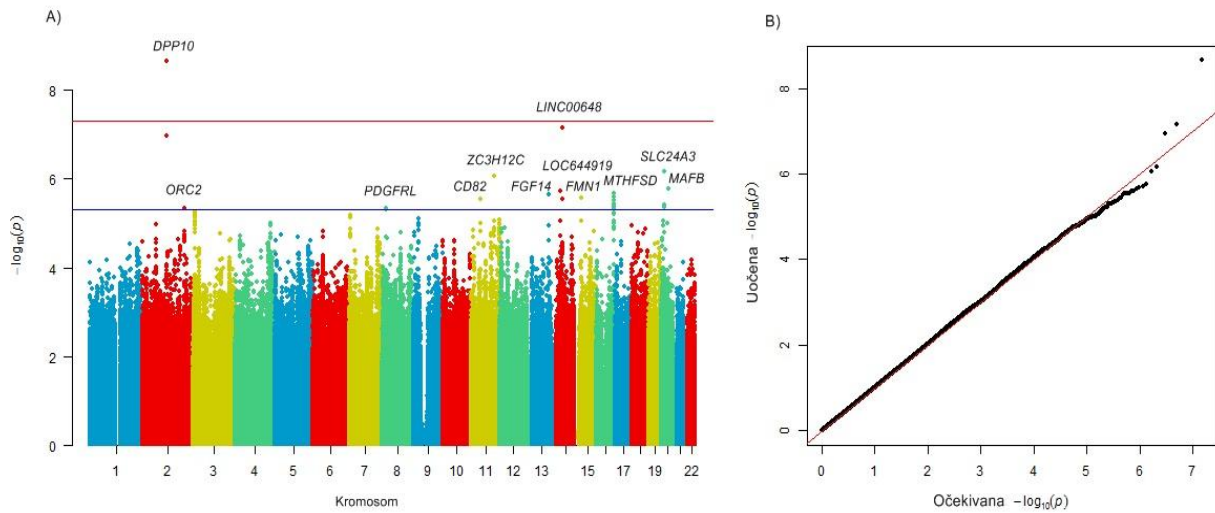 A)
DPP10
LINC00648
ZC3H12C
SLC24A3
LOC644919
ORC2
PDGFRL
CD82
FGF14
FMN1
MTHFSD
MAFB
−log10(p)
8
6
4
2
0
1 2 3 4 5 6 7 8 9 10 11 12 13 15 17 19 22
Kromosom
B)
Uočena −log10(p)
8
6
4
2
0
0 1 2 3 4 5 6 7
Očekivana −log10(p)